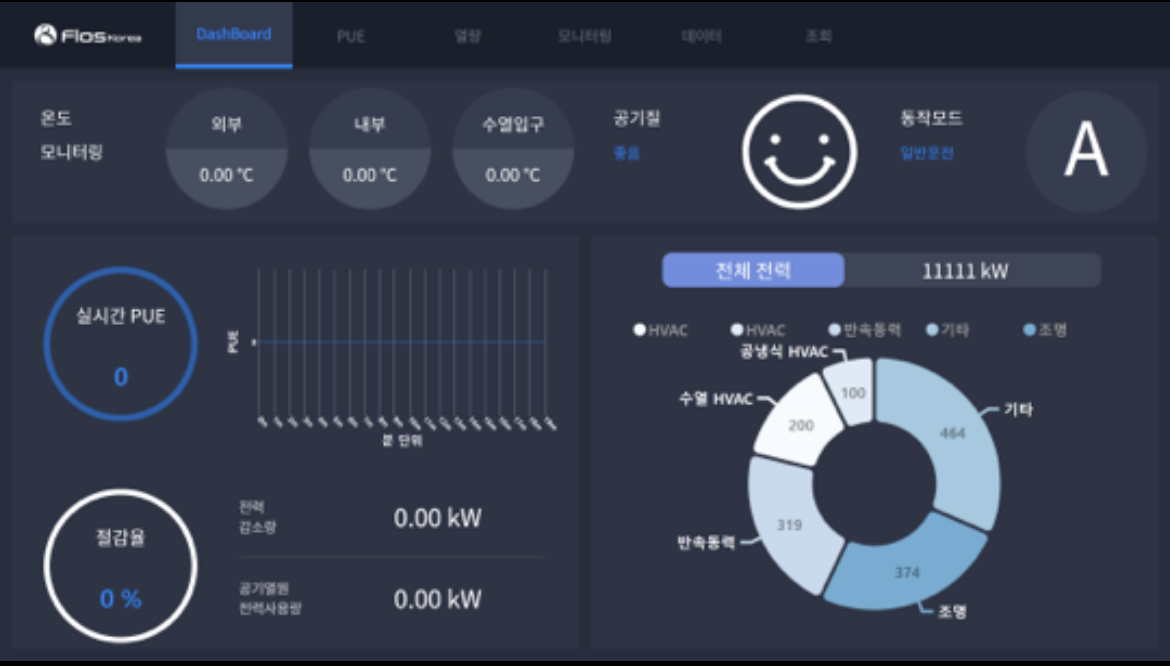 Flos Korea
DashBoard
PUE
열량
모니터링
데이터
조회
온도
모니터링
외부
0.00 ℃
내부
0.00 ℃
수열입구
0.00 ℃
공기질
좋음
동작모드
일반운전
A
실시간 PUE
0
PUE
0
분 단위
절감율
0 %
전력
감소량
0.00 kW
공기열원
전력사용량
0.00 kW
전체 전력
11111 kW
HVAC
HVAC
반속동력
기타
조명
공냉식 HVAC
100
수열 HVAC
200
기타
464
반속동력
319
374
조명